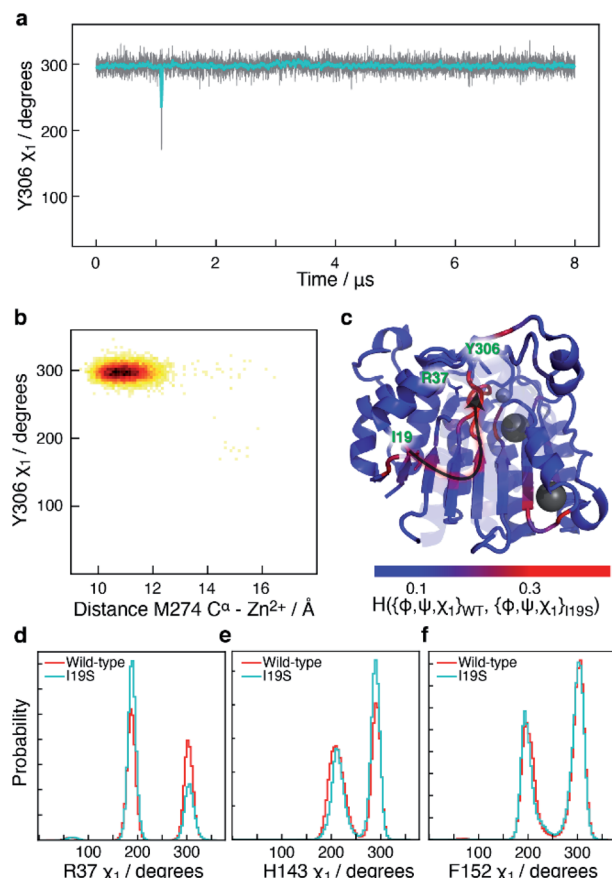 a
Y306 χ1 / degrees
300
200
100
0 2 4 6 8
Time / μs
b
Y306 χ1 / degrees
300
200
100
10 12 14 16
Distance M274 Cα - Zn2+ / Å
c
Y306
R37
I19
0.1 0.3
H({ϕ,ψ,χ1}WT, {ϕ,ψ,χ1}I19S)
d
Wild-type
I19S
Probability
100 200 300
R37 χ1 / degrees
e
Wild-type
I19S
100 200 300
H143 χ1 / degrees
f
Wild-type
I19S
100 200 300
F152 χ1 / degrees